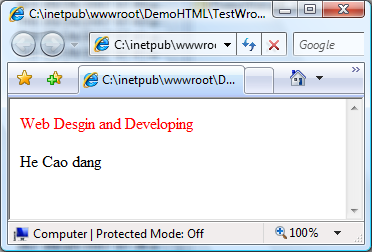 C:\inetpub\wwwroot\DemoHTML\TestWro...
C:\inetpub\wwwroo
Google
C:\inetpub\wwwroot\D...
Web Desgin and Developing
He Cao dang
Computer | Protected Mode: Off
100%